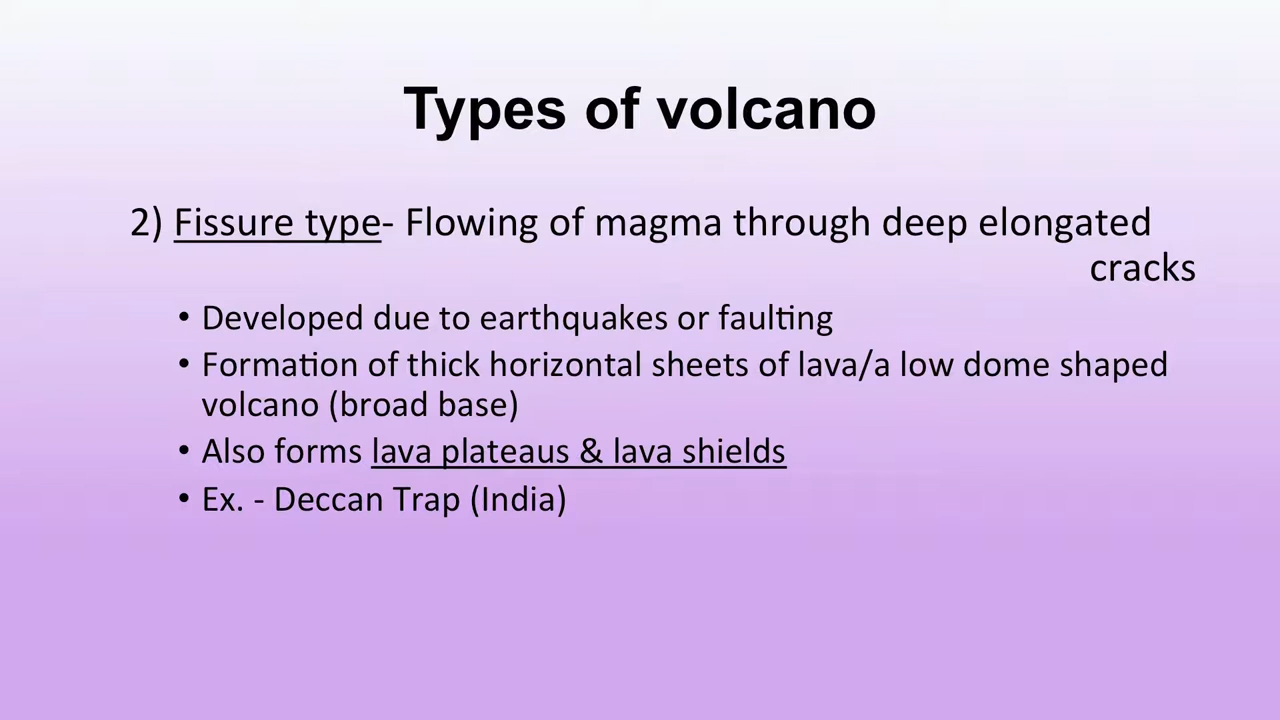 Types of volcano
2) Fissure type- Flowing of magma through deep elongated
cracks
• Developed due to earthquakes or faulting
• Formation of thick horizontal sheets of lava/a low dome shaped
volcano (broad base)
• Also forms lava plateaus & lava shields
• Ex. - Deccan Trap (India)